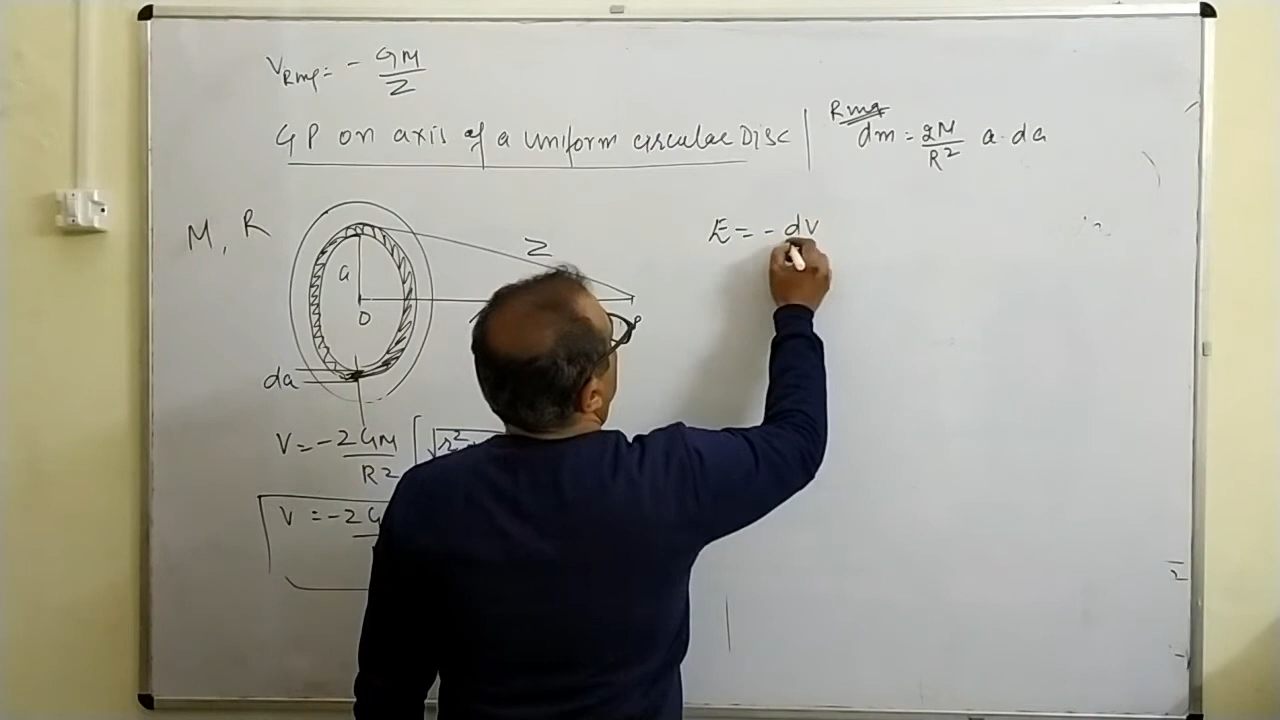 V_Ring = - GM/Z
GP on axis of a uniform circular Disc
Ring
dm = 2M/R² a.da
M, R
Z
a
O
P
da
E = - dV
V = -2GM/R² [√r²
V = -2G